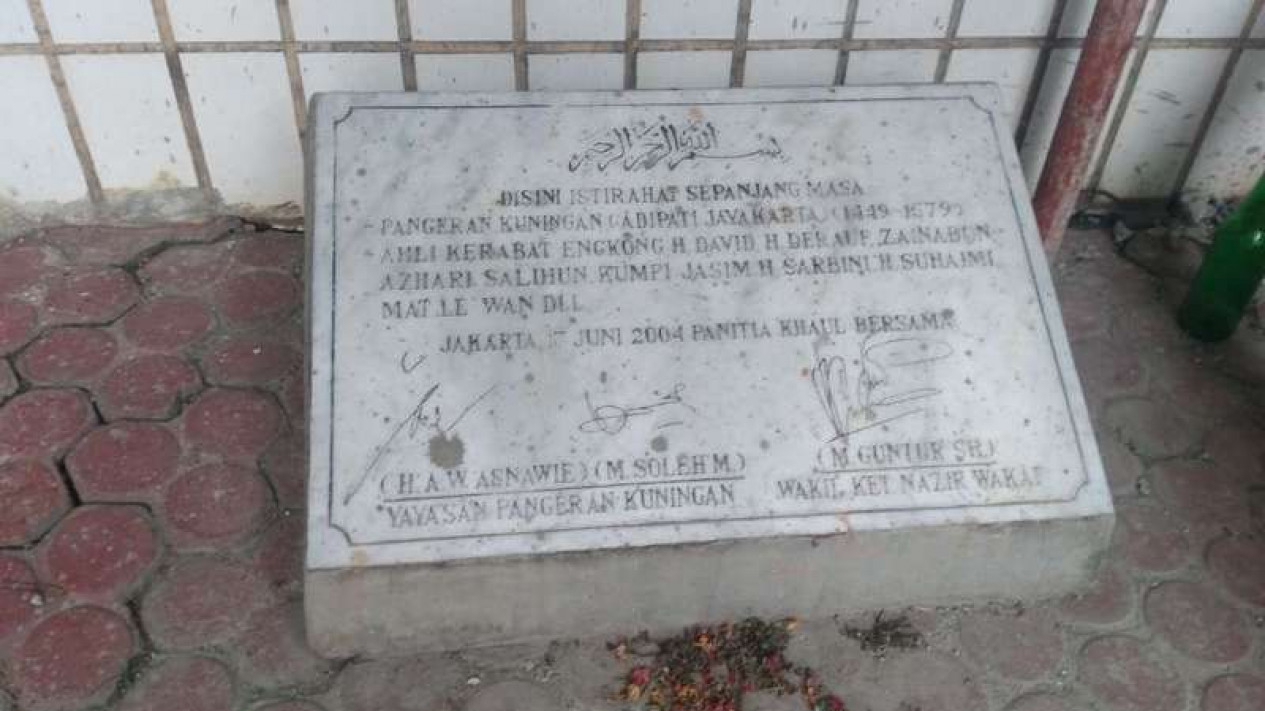 بسم الله الرحمن الرحيم
DISINI ISTIRAHAT SEPANJANG MASA
- PANGERAN KUNINGAN (ADIPATI JAYAKARTA) (1449-1579)
- AHLI KERABAT ENGKONG H DAVID H DERAUF ZAINABUN
AZHARI SALIHUN KUMPI JASIM H SARBINI H SUHAIMI
MAT LE WAN DLL
JAKARTA JUNI 2004 PANITIA KHAUL BERSAMA
(H.A.W. ASNAWIE) (M. SOLEH M.) (M. GUNTUR SH.)
YAYASAN PANGERAN KUNINGAN WAKIL KET NAZIR WAKAF